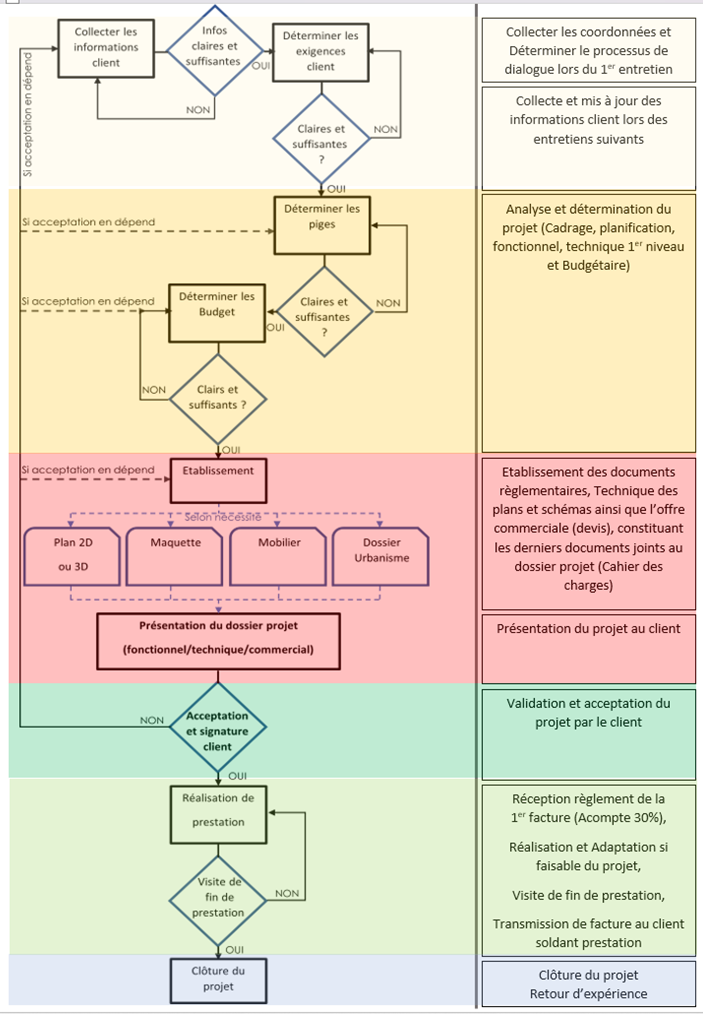 Collecter les
informations
client
Infos
claires et
suffisantes
OUI
Déterminer les
exigences
client
NON
Claires et
suffisantes
?
NON
OUI
Si acceptation en dépend
Collecter les coordonnées et
Déterminer le processus de
dialogue lors du 1er entretien
Collecte et mis à jour des
informations client lors des
entretiens suivants
Si acceptation en dépend
Déterminer les
piges
Claires et
suffisantes
?
NON
OUI
Si acceptation en dépend
Déterminer les
Budget
NON
Clairs et
suffisants ?
OUI
Analyse et détermination du
projet (Cadrage, planification,
fonctionnel, technique 1er niveau
et Budgétaire)
Si acceptation en dépend
Etablissement
Selon nécessité
Plan 2D
ou 3D
Maquette
Mobilier
Dossier
Urbanisme
Etablissement des documents
règlementaires, Technique des
plans et schémas ainsi que l’offre
commerciale (devis), constituant
les derniers documents joints au
dossier projet (Cahier des
charges)
Présentation du dossier projet
(fonctionnel/technique/commercial)
Présentation du projet au client
NON
Acceptation
et signature
client
OUI
Validation et acceptation du
projet par le client
Réalisation de
prestation
Visite de
fin de
prestation
NON
OUI
Réception règlement de la
1er facture (Acompte 30%),
Réalisation et Adaptation si
faisable du projet,
Visite de fin de prestation,
Transmission de facture au client
soldant prestation
Clôture du
projet
Clôture du projet
Retour d’expérience